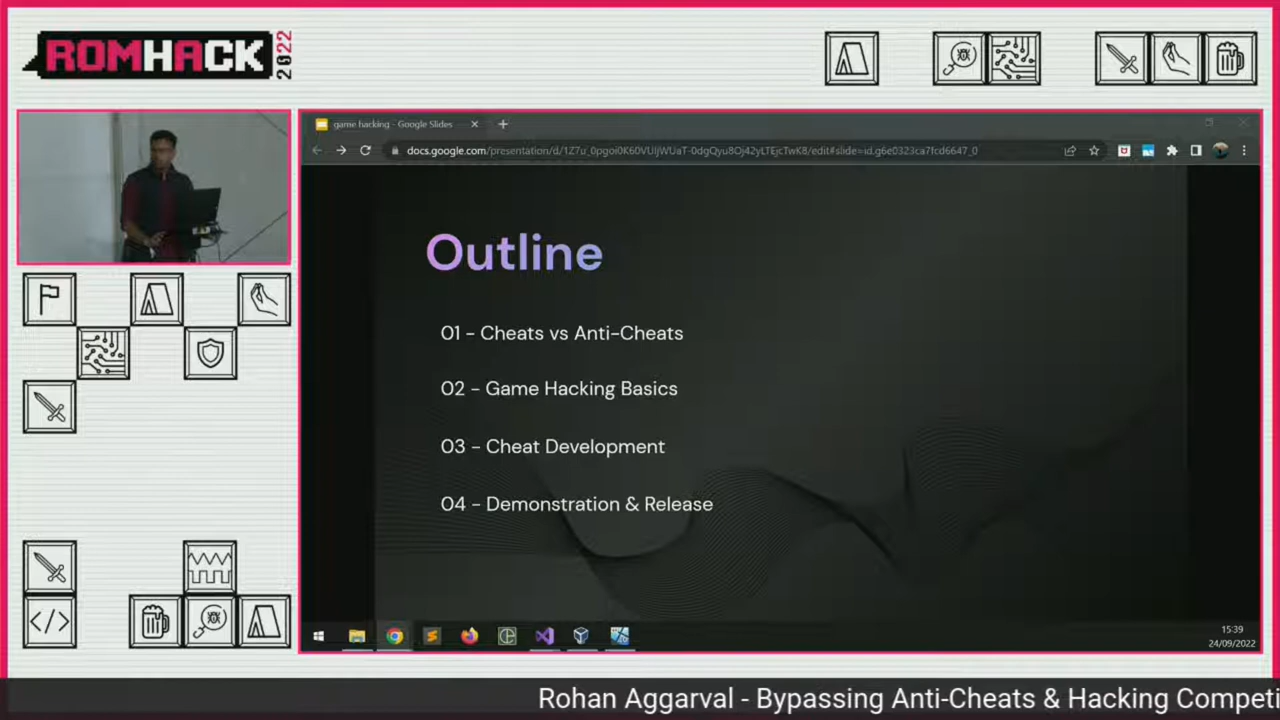 ROMHACK 2022
game hacking - Google Slides
docs.google.com/presentation/d/1Z7u_0pgoi0K60VUIjWUaT-0dgQyu8Oj42yLTEjcTwK8/edit#slide=id.g6e0323ca7fcd6647_0
Outline
01 - Cheats vs Anti-Cheats
02 - Game Hacking Basics
03 - Cheat Development
04 - Demonstration & Release
</>
15:39
24/09/2022
Rohan Aggarval - Bypassing Anti-Cheats & Hacking Competi